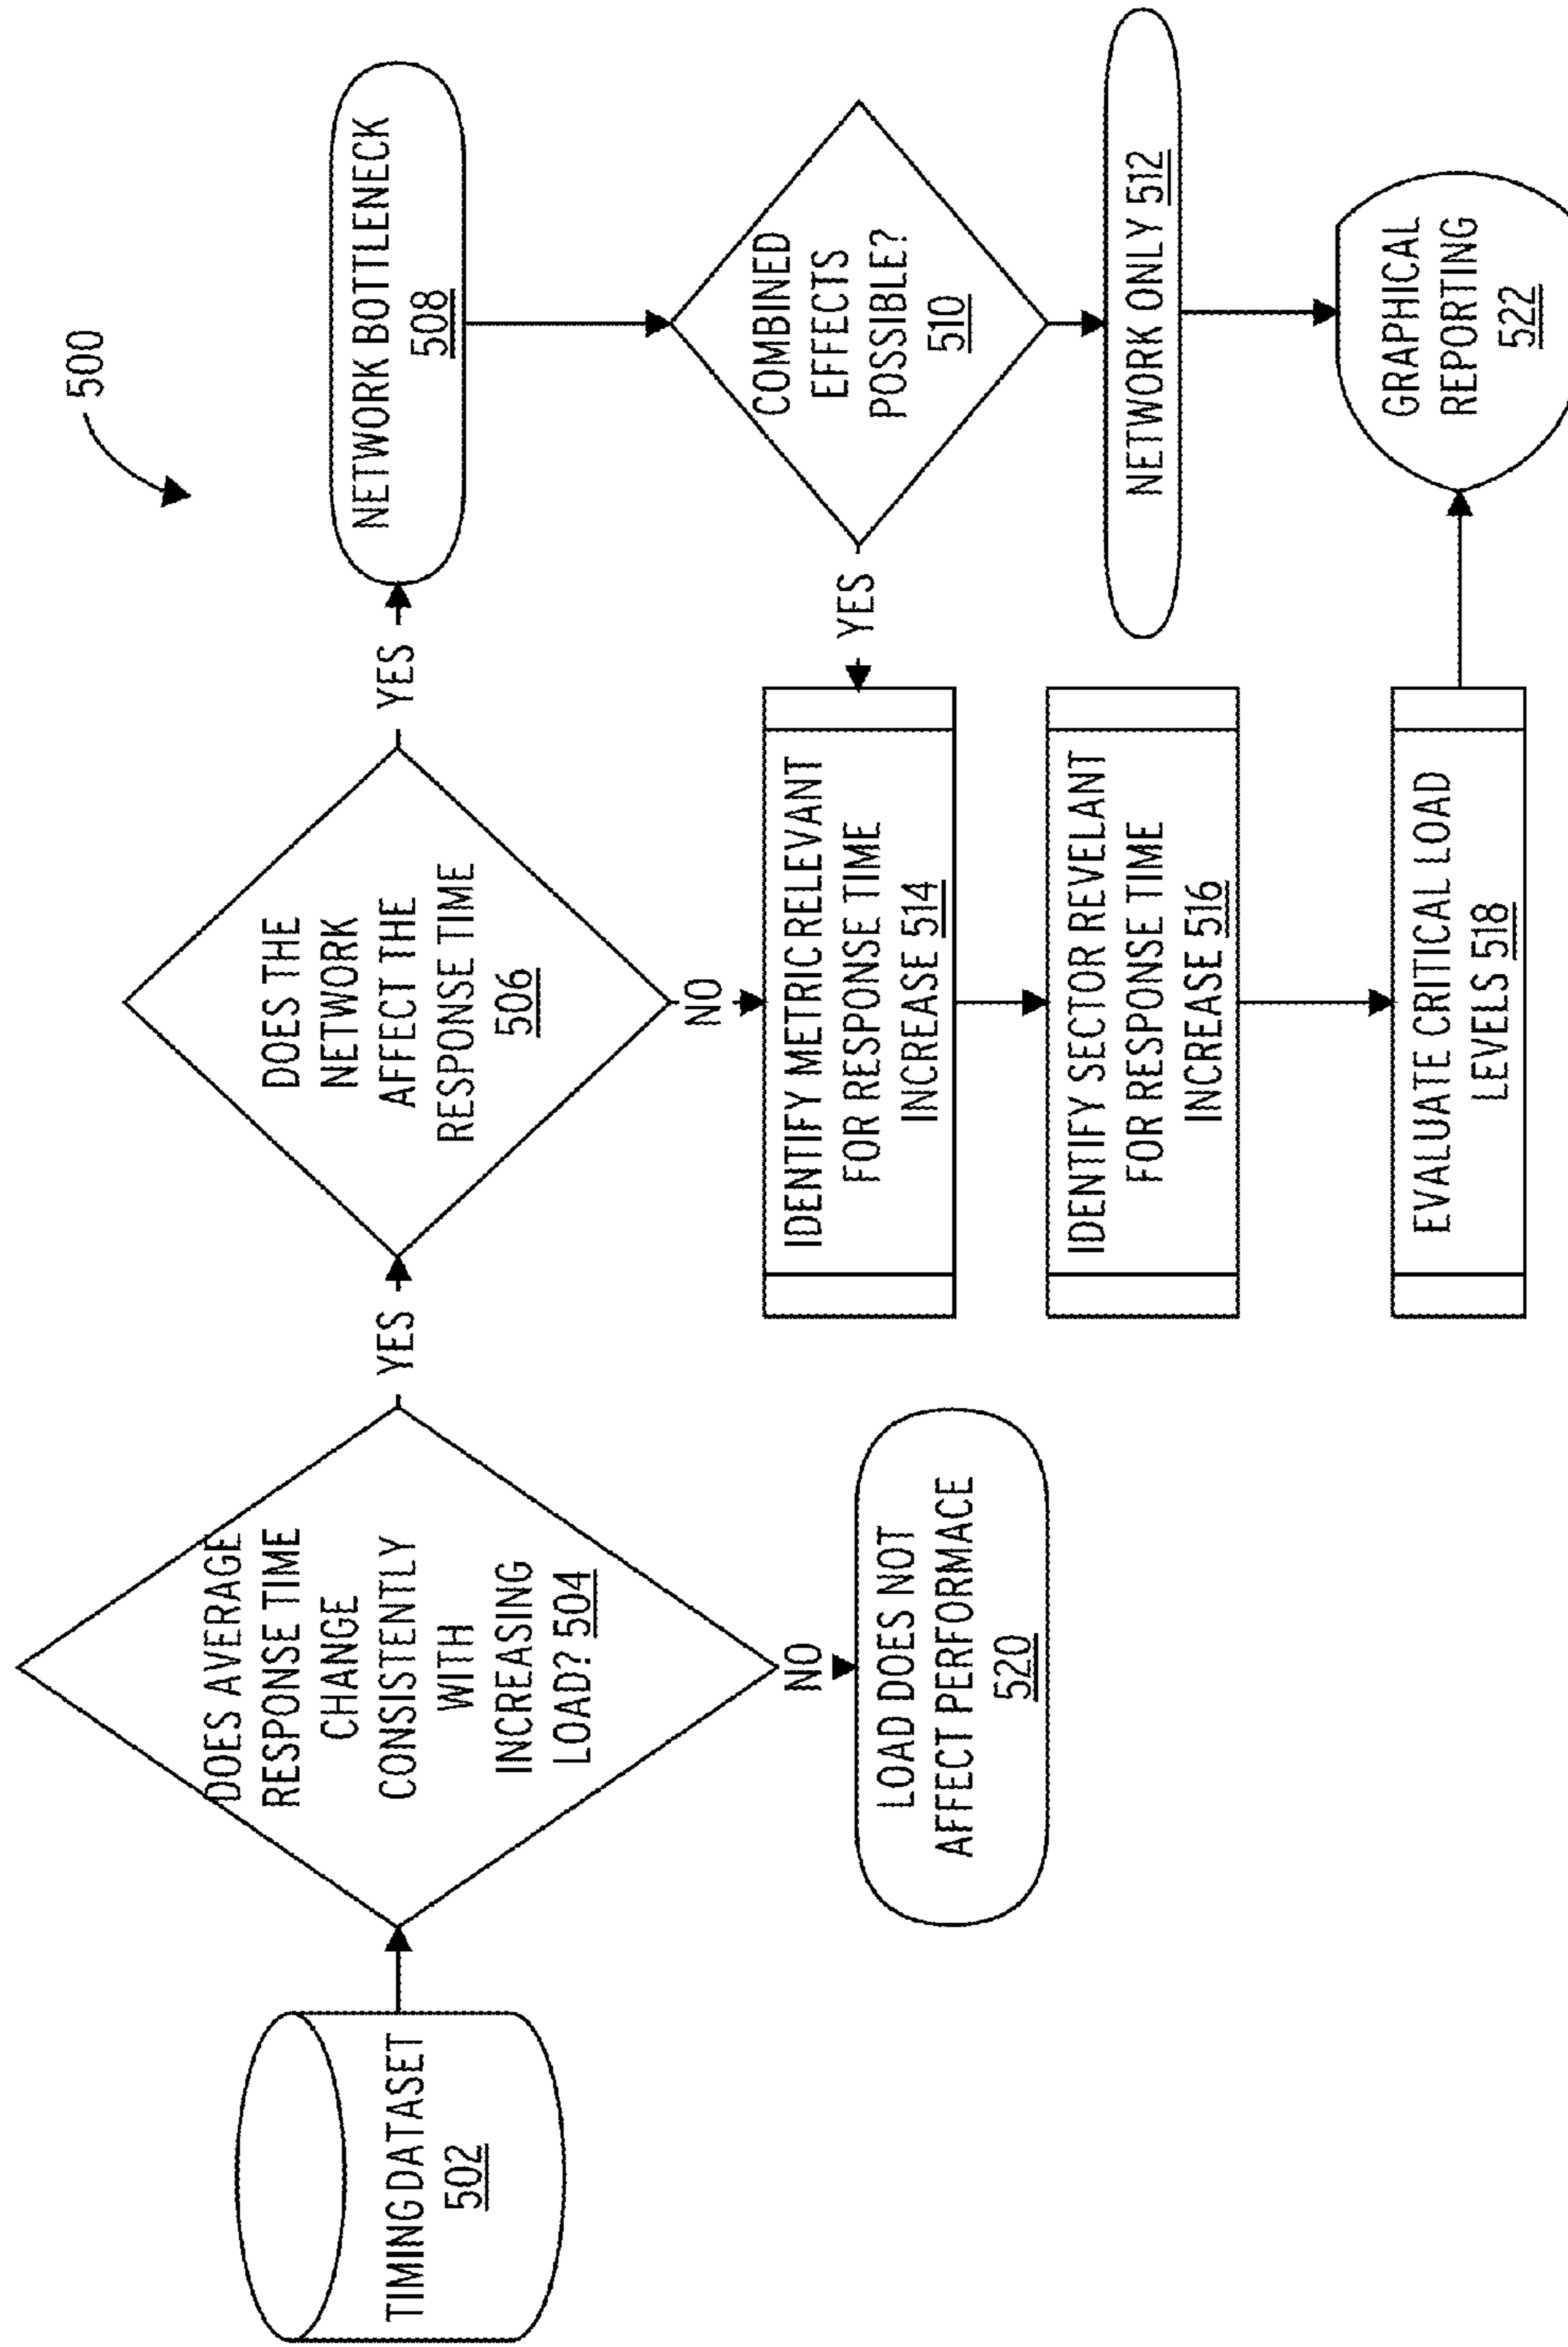 500
TIMING DATASET
502
DOES AVERAGE
RESPONSE TIME
CHANGE
CONSISTENTLY
WITH
INCREASING
LOAD? 504
YES
NO
LOAD DOES NOT
AFFECT PERFORMACE
520
DOES THE
NETWORK
AFFECT THE
RESPONSE TIME
506
YES
NO
NETWORK BOTTLENECK
508
COMBINED
EFFECTS
POSSIBLE?
510
YES
NETWORK ONLY 512
IDENTIFY METRIC RELEVANT
FOR RESPONSE TIME
INCREASE 514
IDENTIFY SECTOR REVELANT
FOR RESPONSE TIME
INCREASE 516
EVALUATE CRITICAL LOAD
LEVELS 518
GRAPHICAL
REPORTING
522